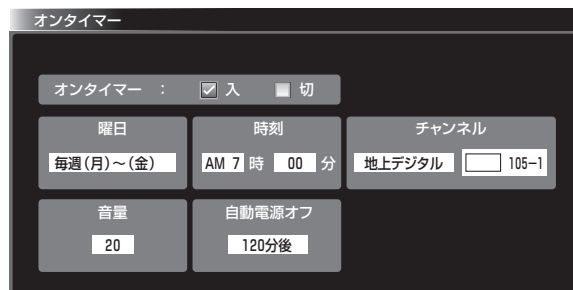 オンタイマー
オンタイマー : 入 切
曜日
毎週(月)~(金)
時刻
AM 7 時 00 分
チャンネル
地上デジタル 105-1
音量
20
自動電源オフ
120分後